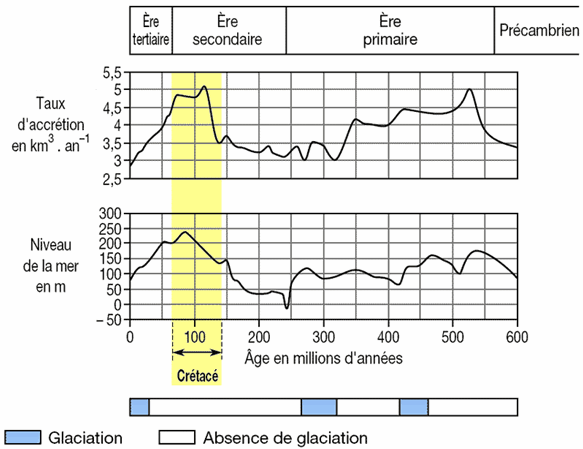 Ère
tertiaire
Ère
secondaire
Ère
primaire
Précambrien
Taux
d'accrétion
en km³ . an⁻¹
5,5
5
4,5
4
3,5
3
2,5
Niveau
de la mer
en m
300
250
200
150
100
50
0
– 50
0 100 200 300 400 500 600
Âge en millions d'années
Crétacé
Glaciation
Absence de glaciation